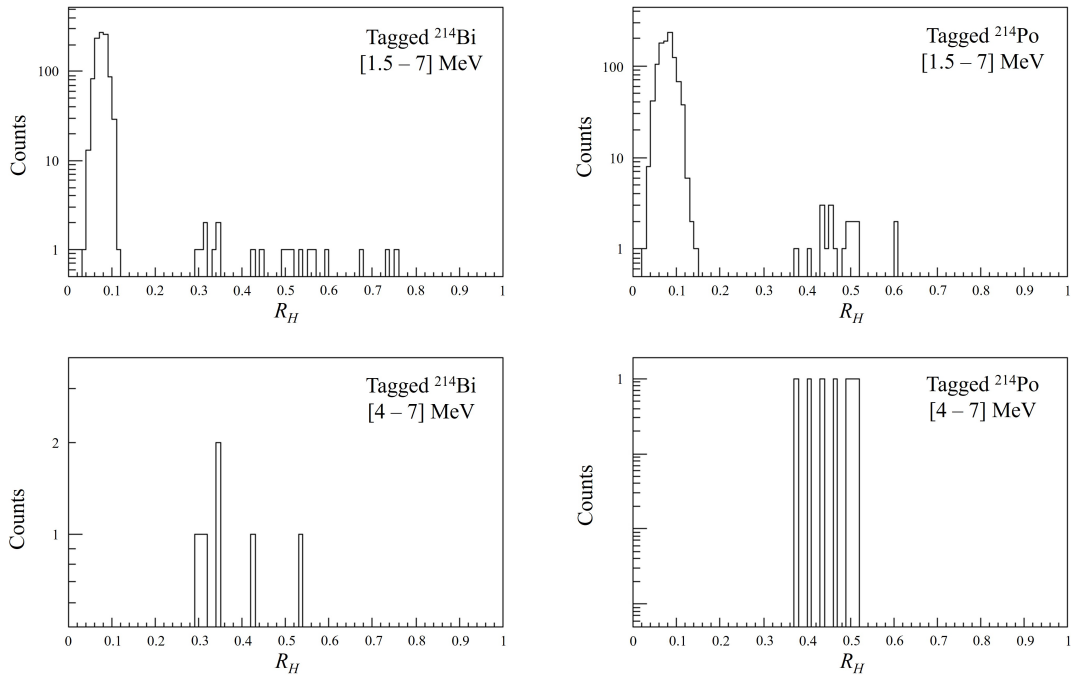 Tagged ²¹⁴Bi
[1.5 – 7] MeV
Counts
100
10
1
0 0.1 0.2 0.3 0.4 0.5 0.6 0.7 0.8 0.9 1
R_H
Tagged ²¹⁴Po
[1.5 – 7] MeV
Counts
100
10
1
0 0.1 0.2 0.3 0.4 0.5 0.6 0.7 0.8 0.9 1
R_H
Tagged ²¹⁴Bi
[4 – 7] MeV
Counts
2
1
0 0.1 0.2 0.3 0.4 0.5 0.6 0.7 0.8 0.9 1
R_H
Tagged ²¹⁴Po
[4 – 7] MeV
Counts
1
0 0.1 0.2 0.3 0.4 0.5 0.6 0.7 0.8 0.9 1
R_H